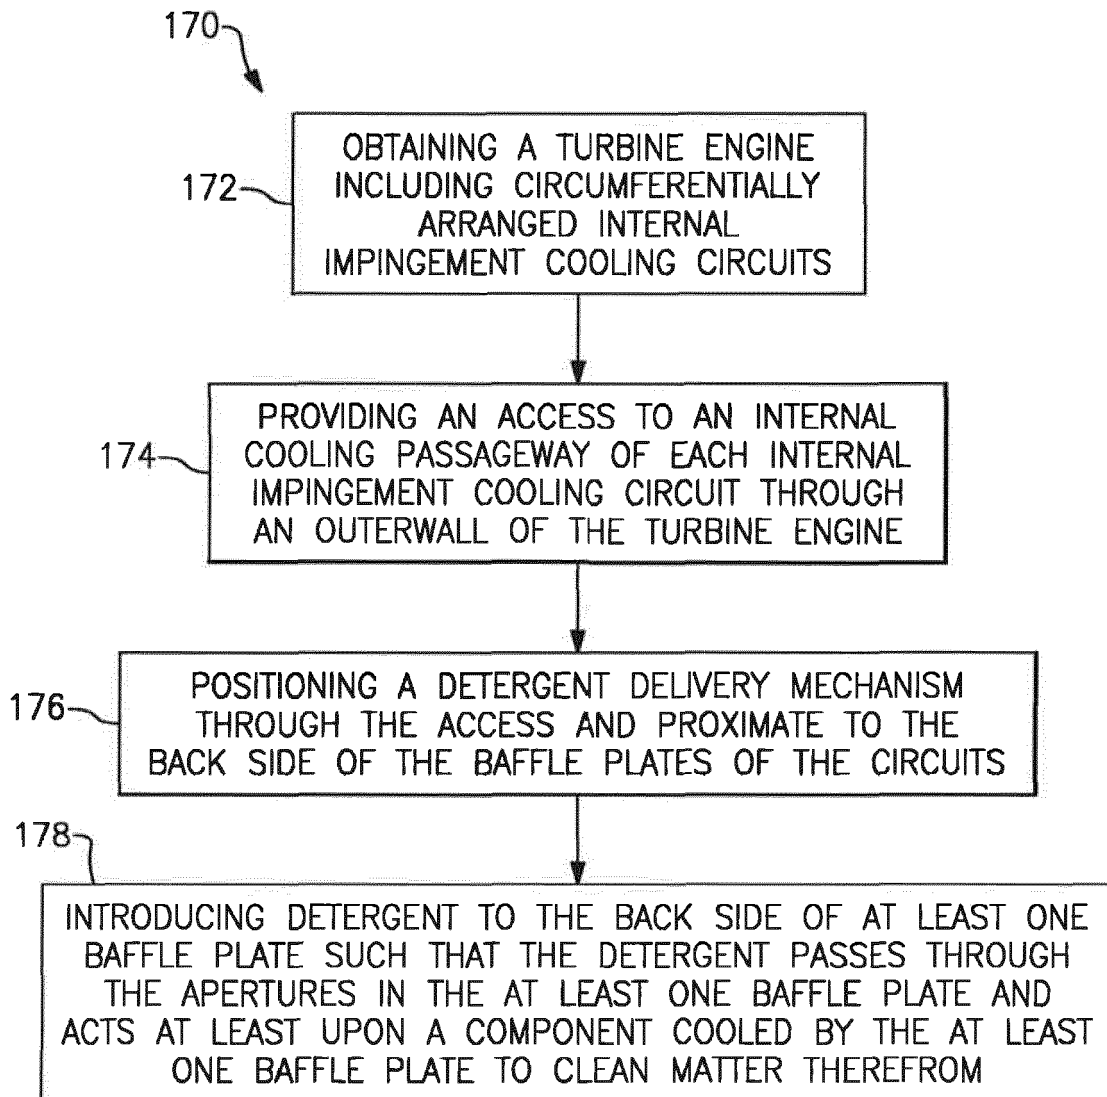 170
172
OBTAINING A TURBINE ENGINE
INCLUDING CIRCUMFERENTIALLY
ARRANGED INTERNAL
IMPINGEMENT COOLING CIRCUITS
174
PROVIDING AN ACCESS TO AN INTERNAL
COOLING PASSAGEWAY OF EACH INTERNAL
IMPINGEMENT COOLING CIRCUIT THROUGH
AN OUTERWALL OF THE TURBINE ENGINE
176
POSITIONING A DETERGENT DELIVERY MECHANISM
THROUGH THE ACCESS AND PROXIMATE TO THE
BACK SIDE OF THE BAFFLE PLATES OF THE CIRCUITS
178
INTRODUCING DETERGENT TO THE BACK SIDE OF AT LEAST ONE
BAFFLE PLATE SUCH THAT THE DETERGENT PASSES THROUGH
THE APERTURES IN THE AT LEAST ONE BAFFLE PLATE AND
ACTS AT LEAST UPON A COMPONENT COOLED BY THE AT LEAST
ONE BAFFLE PLATE TO CLEAN MATTER THEREFROM